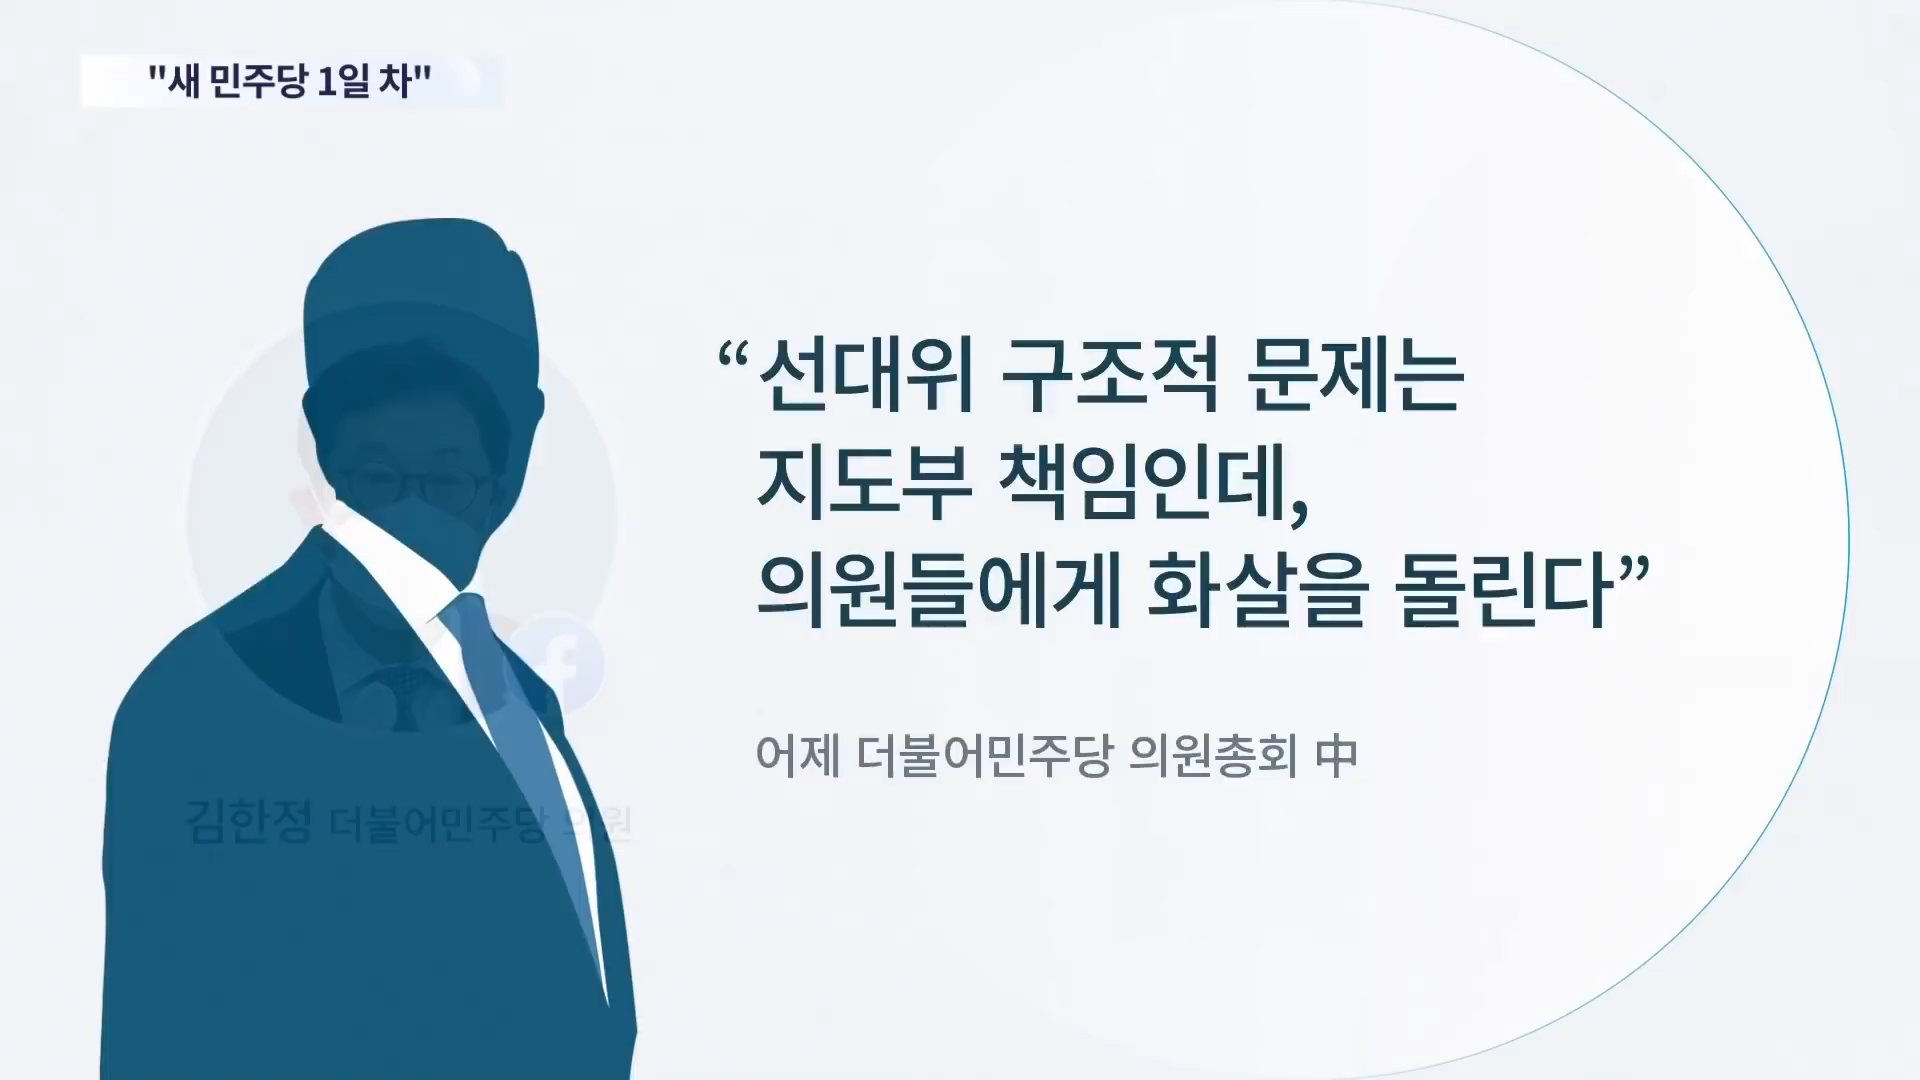 "새 민주당 1일 차"
“선대위 구조적 문제는
지도부 책임인데,
의원들에게 화살을 돌린다”
어제 더불어민주당 의원총회 中
김한정 더불어민주당 의원